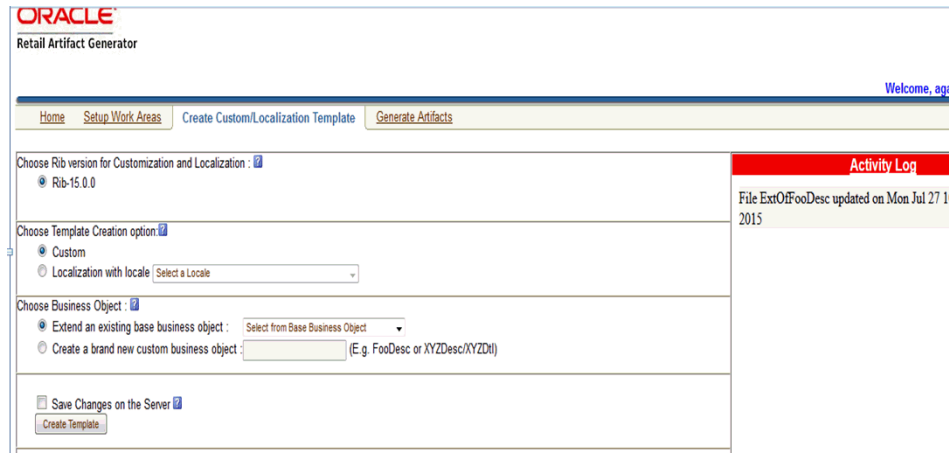 ORACLE
Retail Artifact Generator
Welcome,
Home Setup Work Areas Create Custom/Localization Template Generate Artifacts
Choose Rib version for Customization and Localization :
Rib-15.0.0
Activity Log
File ExtOfFooDesc updated on Mon Jul 27
2015
Choose Template Creation option:
Custom
Localization with locale Select a Locale
Choose Business Object :
Extend an existing base business object : Select from Base Business Object
Create a brand new custom business object : (E.g. FooDesc or XYZDesc/XYZDtl)
Save Changes on the Server
Create Template